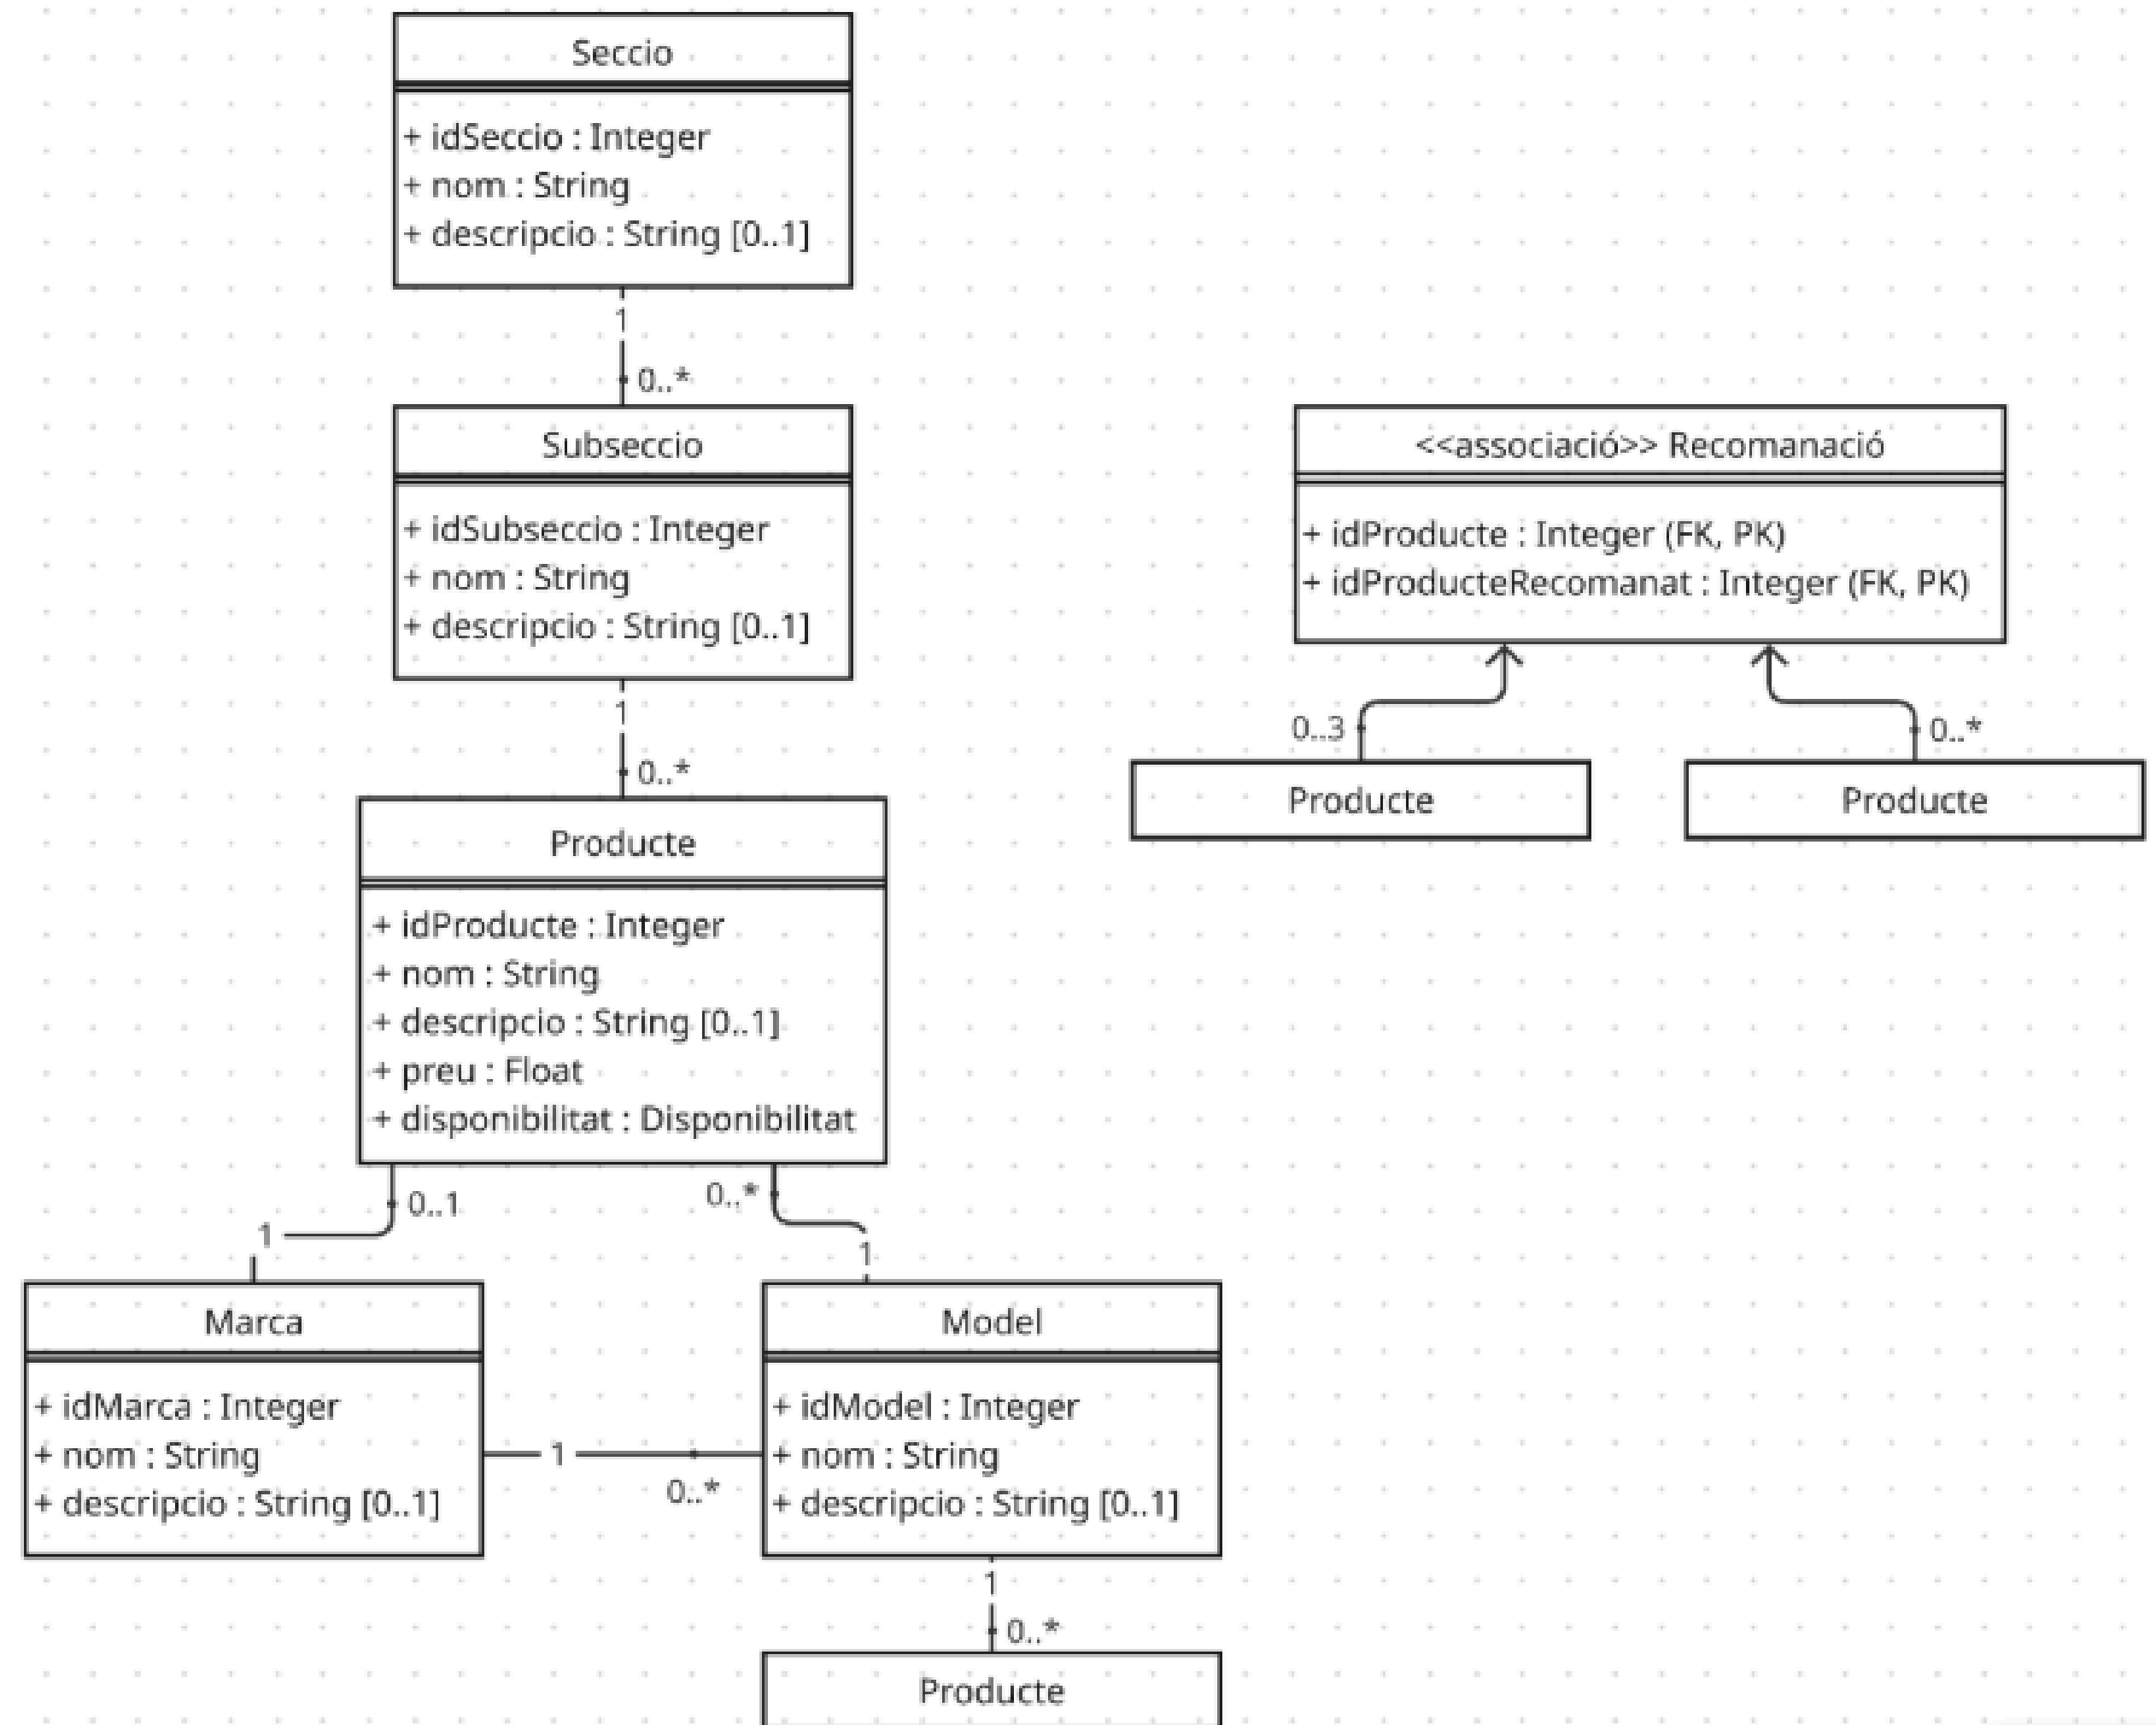 Seccio
+ idSeccio : Integer
+ nom : String
+ descripcio : String [0..1]
1
0..*
Subseccio
+ idSubseccio : Integer
+ nom : String
+ descripcio : String [0..1]
1
0..*
Producte
+ idProducte : Integer
+ nom : String
+ descripcio : String [0..1]
+ preu : Float
+ disponibilitat : Disponibilitat
0..1
1
0..*
1
Marca
+ idMarca : Integer
+ nom : String
+ descripcio : String [0..1]
1
0..*
Model
+ idModel : Integer
+ nom : String
+ descripcio : String [0..1]
1
0..*
Producte
<<associació>> Recomanació
+ idProducte : Integer (FK, PK)
+ idProducteRecomanat : Integer (FK, PK)
0..3
0..*
Producte
Producte